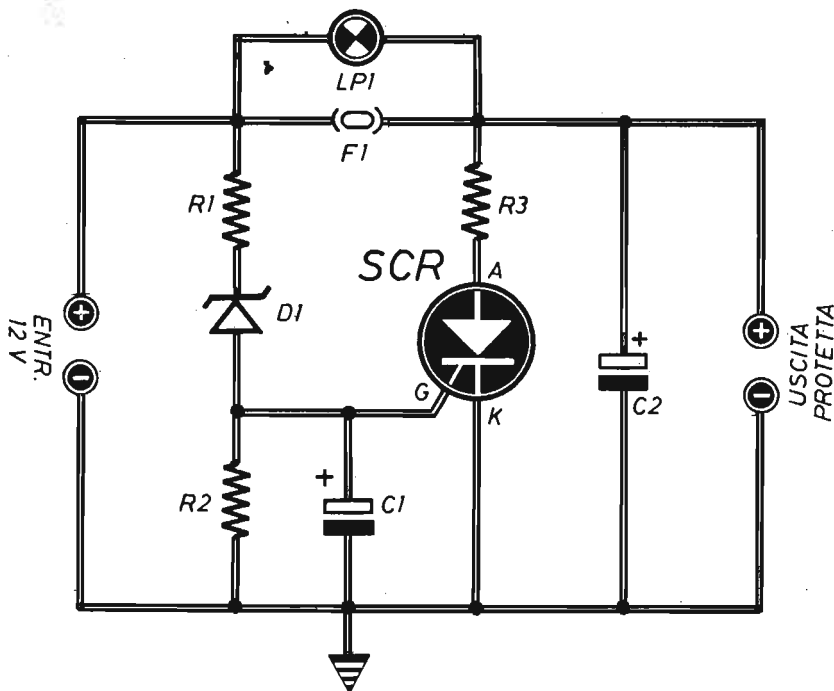 LP1
F1
R1
R3
SCR
A
D1
+
+
ENTR.
12 V
-
G
K
+
C2
+
-
USCITA
PROTETTA
R2
+
C1